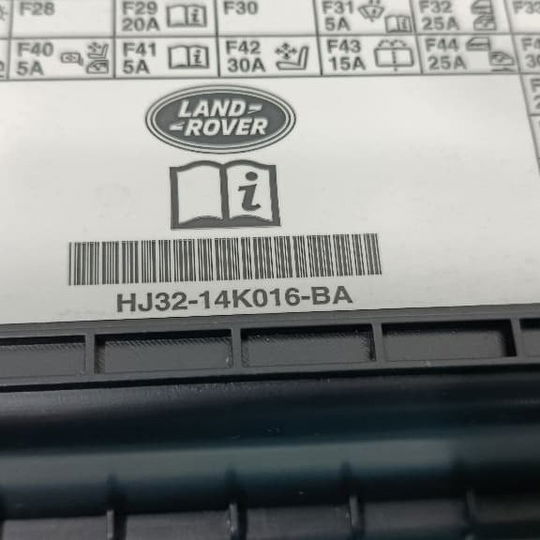 F28 F29 F30 F31 F32
20A 5A 25A
F40 F41 F42 F43 F44
5A 5A 30A 15A 25A
LAND-
-ROVER
i
HJ32-14K016-BA